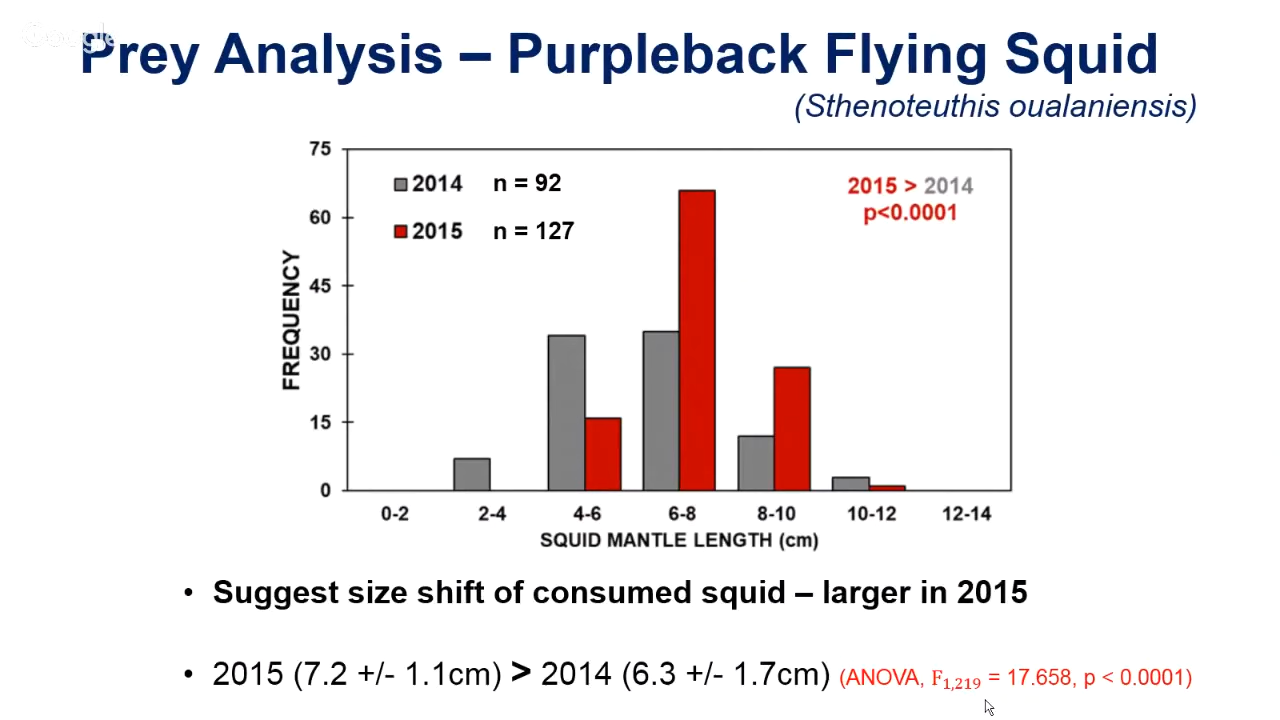 Google
Prey Analysis – Purpleback Flying Squid
(Sthenoteuthis oualaniensis)
75
60
45
30
15
0
FREQUENCY
2014 n = 92
2015 n = 127
2015 > 2014
p<0.0001
0-2 2-4 4-6 6-8 8-10 10-12 12-14
SQUID MANTLE LENGTH (cm)
• Suggest size shift of consumed squid – larger in 2015
• 2015 (7.2 +/- 1.1cm) > 2014 (6.3 +/- 1.7cm) (ANOVA, F1,219 = 17.658, p < 0.0001)